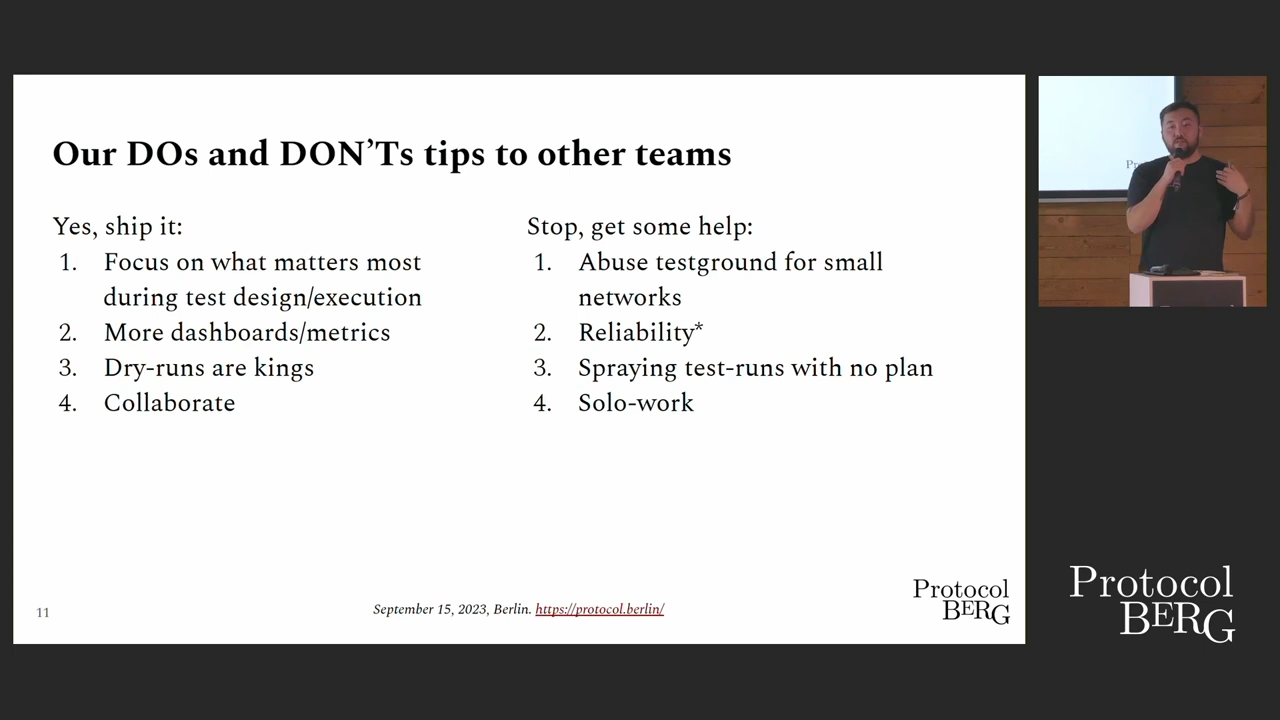 Our DOs and DON'Ts tips to other teams
Yes, ship it:
1. Focus on what matters most
during test design/execution
2. More dashboards/metrics
3. Dry-runs are kings
4. Collaborate
Stop, get some help:
1. Abuse testground for small
networks
2. Reliability*
3. Spraying test-runs with no plan
4. Solo-work
11
September 15, 2023, Berlin. https://protocol.berlin/
Protocol
BERG
Protocol
BERG